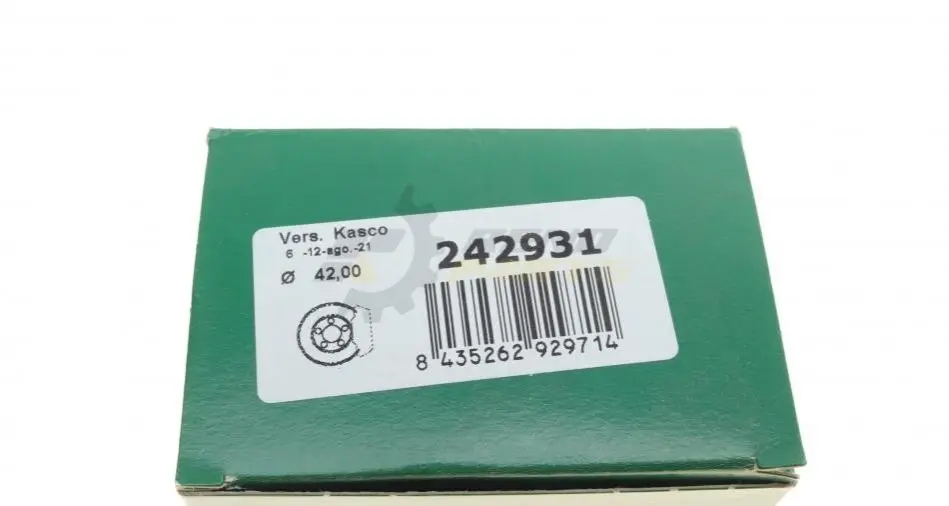 Vers. Kasco
6 -12-ago.-21
Ø 42,00
242931
8 435262 929714